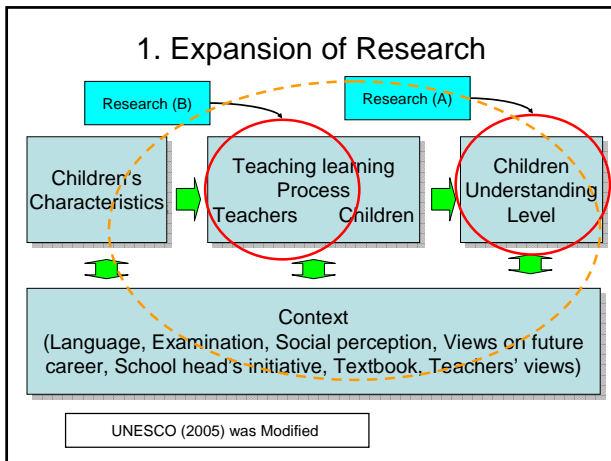 1. Expansion of Research
Research (B)
Research (A)
Children's
Characteristics
Teaching learning
Process
Teachers Children
Children
Understanding
Level
Context
(Language, Examination, Social perception, Views on future
career, School head's initiative, Textbook, Teachers' views)
UNESCO (2005) was Modified